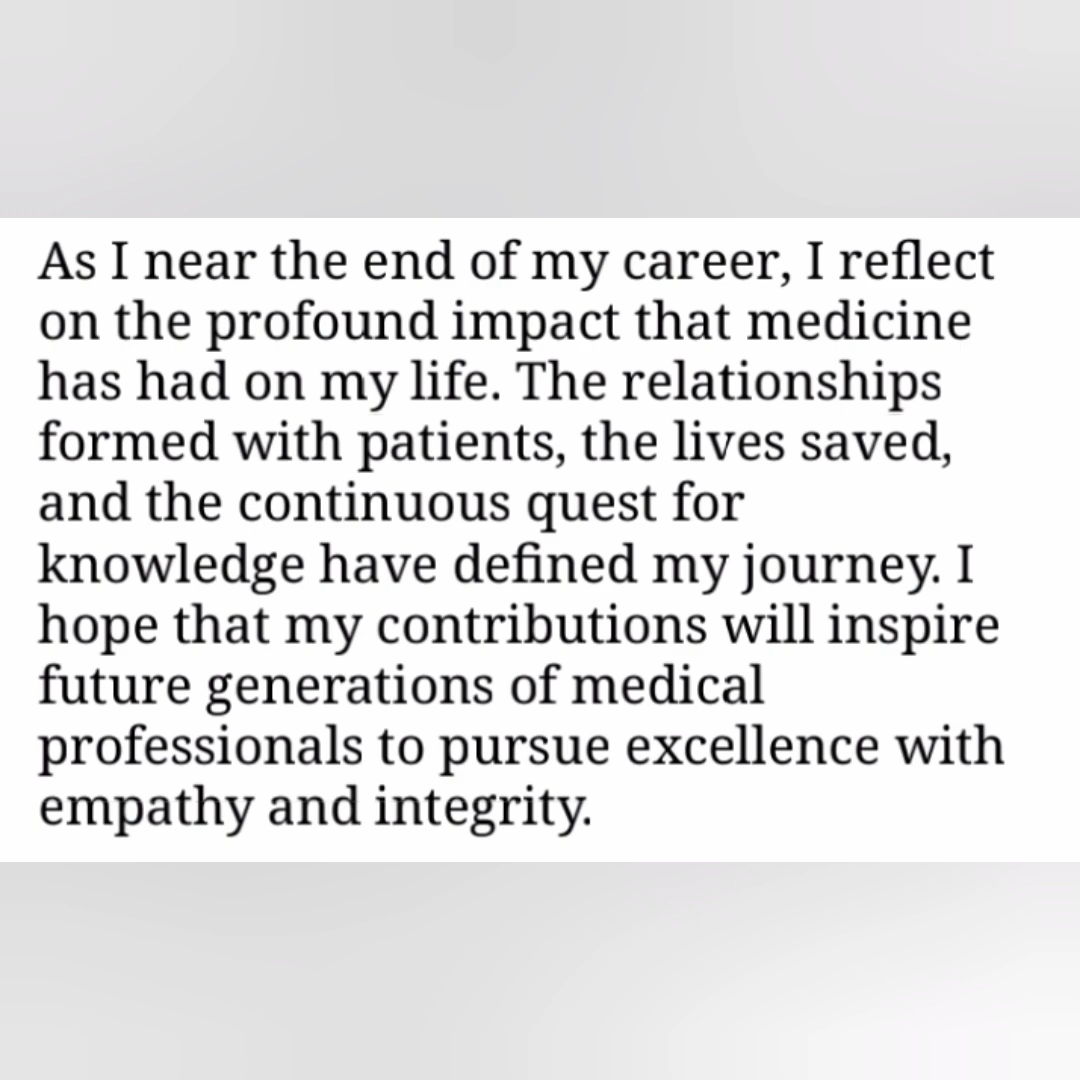 As I near the end of my career, I reflect
on the profound impact that medicine
has had on my life. The relationships
formed with patients, the lives saved,
and the continuous quest for
knowledge have defined my journey. I
hope that my contributions will inspire
future generations of medical
professionals to pursue excellence with
empathy and integrity.